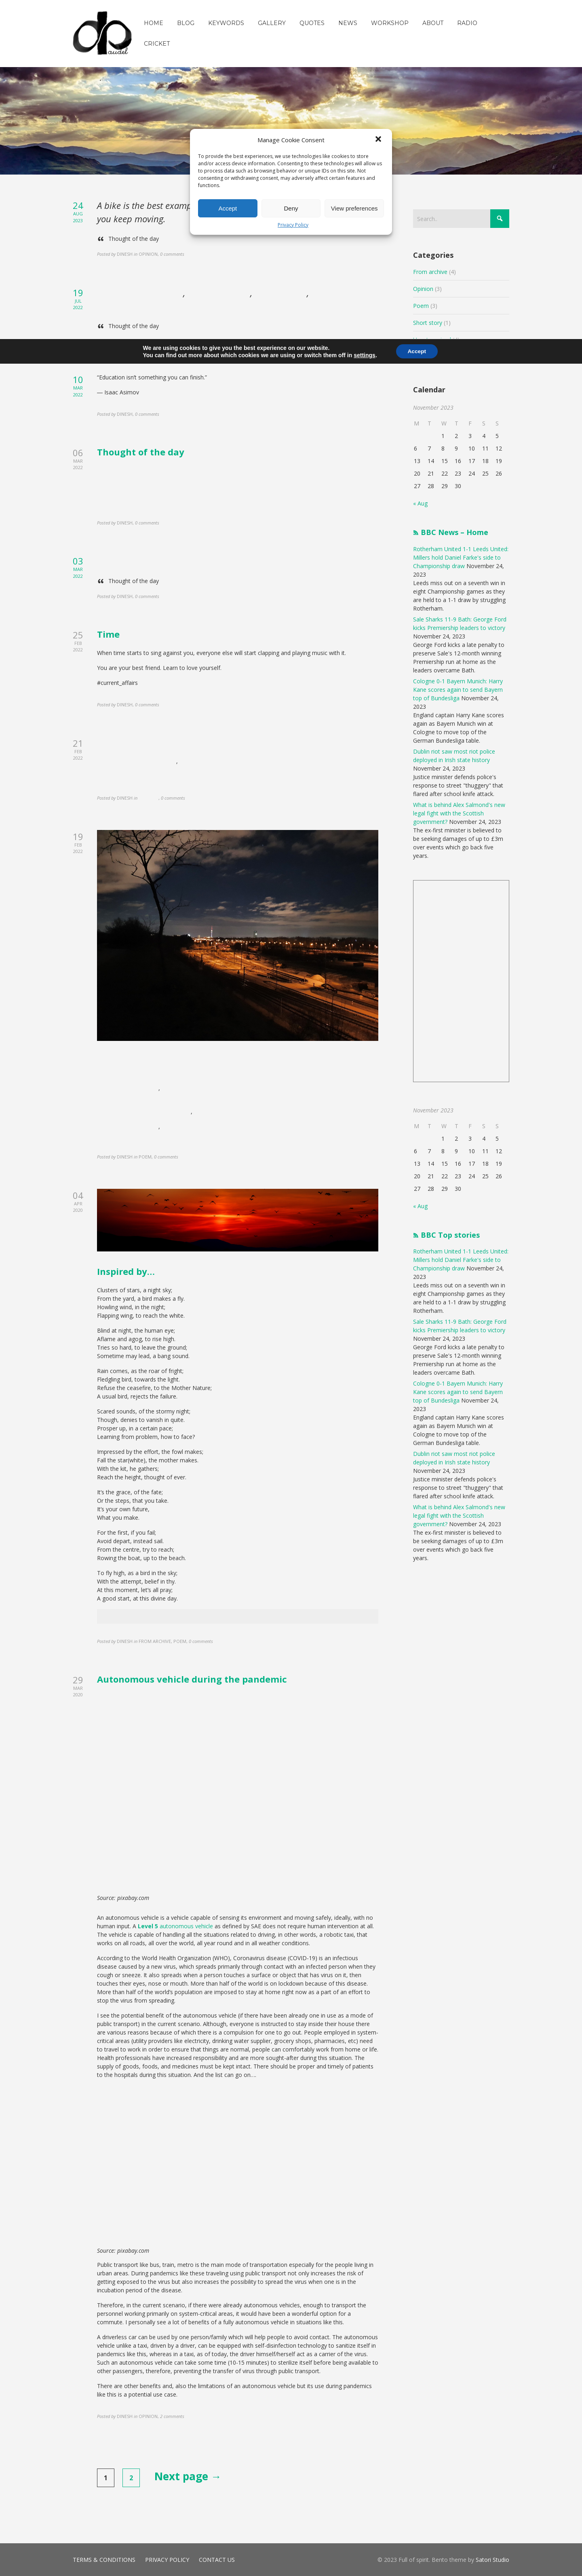 dp
audel
HOME
BLOG
KEYWORDS
GALLERY
QUOTES
NEWS
WORKSHOP
ABOUT
RADIO
CRICKET
Manage Cookie Consent
To provide the best experiences, we use technologies like cookies to store and/or access device information. Consenting to these technologies will allow us to process data such as browsing behavior or unique IDs on this site. Not consenting or withdrawing consent, may adversely affect certain features and functions.
Accept
Deny
View preferences
Privacy Policy
24
AUG
2023
A bike is the best examp
you keep moving.
Thought of the day
Posted by DINESH in OPINION, 0 comments
19
JUL
2022
Thought of the day
We are using cookies to give you the best experience on our website.
You can find out more about which cookies we are using or switch them off in settings.
Accept
10
MAR
2022
"Education isn't something you can finish."
— Isaac Asimov
Posted by DINESH, 0 comments
06
MAR
2022
Thought of the day
Posted by DINESH, 0 comments
03
MAR
2022
Thought of the day
Posted by DINESH, 0 comments
25
FEB
2022
Time
When time starts to sing against you, everyone else will start clapping and playing music with it.
You are your best friend. Learn to love yourself.
#current_affairs
Posted by DINESH, 0 comments
21
FEB
2022
Posted by DINESH in , 0 comments
19
FEB
2022
Posted by DINESH in POEM, 0 comments
04
APR
2020
Inspired by…
Clusters of stars, a night sky;
From the yard, a bird makes a fly.
Howling wind, in the night;
Flapping wing, to reach the white.
Blind at night, the human eye;
Aflame and agog, to rise high.
Tries so hard, to leave the ground;
Sometime may lead, a bang sound.
Rain comes, as the roar of fright;
Fledgling bird, towards the light.
Refuse the ceasefire, to the Mother Nature;
A usual bird, rejects the failure.
Scared sounds, of the stormy night;
Though, denies to vanish in quite.
Prosper up, in a certain pace;
Learning from problem, how to face?
Impressed by the effort, the fowl makes;
Fall the star(white), the mother makes.
With the kit, he gathers;
Reach the height, thought of ever.
It's the grace, of the fate;
Or the steps, that you take.
It's your own future,
What you make.
For the first, if you fail;
Avoid depart, instead sail.
From the centre, try to reach;
Rowing the boat, up to the beach.
To fly high, as a bird in the sky;
With the attempt, belief in thy.
At this moment, let's all pray;
A good start, at this divine day.
Posted by DINESH in FROM ARCHIVE, POEM, 0 comments
29
MAR
2020
Autonomous vehicle during the pandemic
Source: pixabay.com
An autonomous vehicle is a vehicle capable of sensing its environment and moving safely, ideally, with no human input. A Level 5 autonomous vehicle as defined by SAE does not require human intervention at all. The vehicle is capable of handling all the situations related to driving, in other words, a robotic taxi, that works on all roads, all over the world, all year round and in all weather conditions.
According to the World Health Organization (WHO), Coronavirus disease (COVID-19) is an infectious disease caused by a new virus, which spreads primarily through contact with an infected person when they cough or sneeze. It also spreads when a person touches a surface or object that has virus on it, then touches their eyes, nose or mouth. More than half of the world is on lockdown because of this disease. More than half of the world's population are imposed to stay at home right now as a part of an effort to stop the virus from spreading.
I see the potential benefit of the autonomous vehicle (if there have been already one in use as a mode of public transport) in the current scenario. Although, everyone is instructed to stay inside their house there are various reasons because of which there is a compulsion for one to go out. People employed in system-critical areas (utility providers like electricity, drinking water supplier, grocery shops, pharmacies, etc) need to travel to work in order to ensure that things are normal, people can comfortably work from home or life. Health professionals have increased responsibility and are more sought-after during this situation. The supply of goods, foods, and medicines must be kept intact. There should be proper and timely of patients to the hospitals during this situation. And the list can go on….
Source: pixabay.com
Public transport like bus, train, metro is the main mode of transportation especially for the people living in urban areas. During pandemics like these traveling using public transport not only increases the risk of getting exposed to the virus but also increases the possibility to spread the virus when one is in the incubation period of the disease.
Therefore, in the current scenario, if there were already autonomous vehicles, enough to transport the personnel working primarily on system-critical areas, it would have been a wonderful option for a commute. I personally see a lot of benefits of a fully autonomous vehicle in situations like this.
A driverless car can be used by one person/family which will help people to avoid contact. The autonomous vehicle unlike a taxi, driven by a driver, can be equipped with self-disinfection technology to sanitize itself in pandemics like this, whereas in a taxi, as of today, the driver himself/herself act as a carrier of the virus. Such an autonomous vehicle can take some time (10-15 minutes) to sterilize itself before being available to other passengers, therefore, preventing the transfer of virus through public transport.
There are other benefits and, also the limitations of an autonomous vehicle but its use during pandemics like this is a potential use case.
Posted by DINESH in OPINION, 2 comments
1
2
Next page →
Search...
Categories
From archive (4)
Opinion (3)
Poem (3)
Short story (1)
Calendar
November 2023
M T W T F S S
1 2 3 4 5
6 7 8 9 10 11 12
13 14 15 16 17 18 19
20 21 22 23 24 25 26
27 28 29 30
« Aug
BBC News – Home
Rotherham United 1-1 Leeds United: Millers hold Daniel Farke's side to Championship draw November 24, 2023
Leeds miss out on a seventh win in eight Championship games as they are held to a 1-1 draw by struggling Rotherham.
Sale Sharks 11-9 Bath: George Ford kicks Premiership leaders to victory November 24, 2023
George Ford kicks a late penalty to preserve Sale's 12-month winning Premiership run at home as the leaders overcame Bath.
Cologne 0-1 Bayern Munich: Harry Kane scores again to send Bayern top of Bundesliga November 24, 2023
England captain Harry Kane scores again as Bayern Munich win at Cologne to move top of the German Bundesliga table.
Dublin riot saw most riot police deployed in Irish state history November 24, 2023
Justice minister defends police's response to street "thuggery" that flared after school knife attack.
What is behind Alex Salmond's new legal fight with the Scottish government? November 24, 2023
The ex-first minister is believed to be seeking damages of up to £3m over events which go back five years.
November 2023
M T W T F S S
1 2 3 4 5
6 7 8 9 10 11 12
13 14 15 16 17 18 19
20 21 22 23 24 25 26
27 28 29 30
« Aug
BBC Top stories
Rotherham United 1-1 Leeds United: Millers hold Daniel Farke's side to Championship draw November 24, 2023
Leeds miss out on a seventh win in eight Championship games as they are held to a 1-1 draw by struggling Rotherham.
Sale Sharks 11-9 Bath: George Ford kicks Premiership leaders to victory November 24, 2023
George Ford kicks a late penalty to preserve Sale's 12-month winning Premiership run at home as the leaders overcame Bath.
Cologne 0-1 Bayern Munich: Harry Kane scores again to send Bayern top of Bundesliga November 24, 2023
England captain Harry Kane scores again as Bayern Munich win at Cologne to move top of the German Bundesliga table.
Dublin riot saw most riot police deployed in Irish state history November 24, 2023
Justice minister defends police's response to street "thuggery" that flared after school knife attack.
What is behind Alex Salmond's new legal fight with the Scottish government? November 24, 2023
The ex-first minister is believed to be seeking damages of up to £3m over events which go back five years.
TERMS & CONDITIONS
PRIVACY POLICY
CONTACT US
© 2023 Full of spirit. Bento theme by Satori Studio